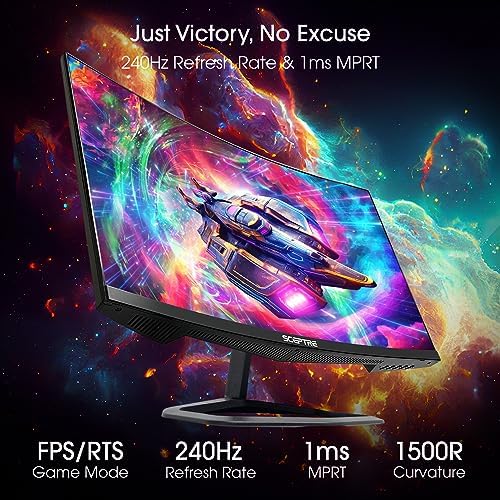 Just Victory, No Excuse
240Hz Refresh Rate & 1ms MPRT
SCEPTRE
FPS/RTS 240Hz 1ms 1500R
Game Mode Refresh Rate MPRT Curvature